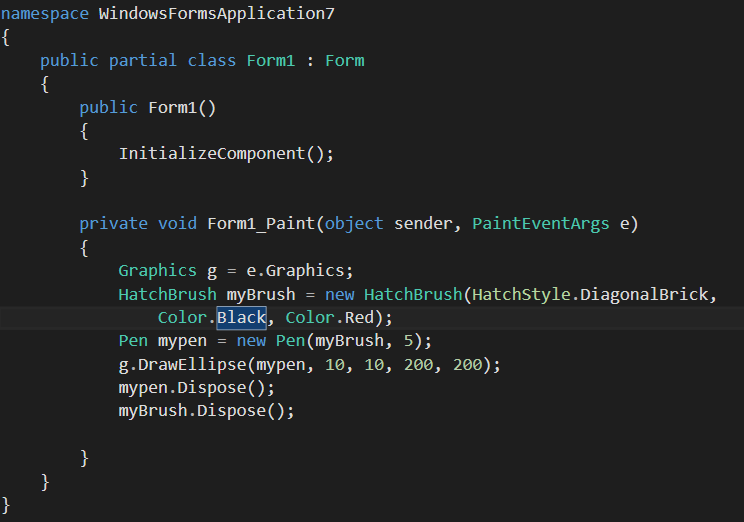 namespace WindowsFormsApplication7
{
    public partial class Form1 : Form
    {
        public Form1()
        {
            InitializeComponent();
        }

        private void Form1_Paint(object sender, PaintEventArgs e)
        {
            Graphics g = e.Graphics;
            HatchBrush myBrush = new HatchBrush(HatchStyle.DiagonalBrick,
                Color.Black, Color.Red);
            Pen mypen = new Pen(myBrush, 5);
            g.DrawEllipse(mypen, 10, 10, 200, 200);
            mypen.Dispose();
            myBrush.Dispose();

        }
    }
}